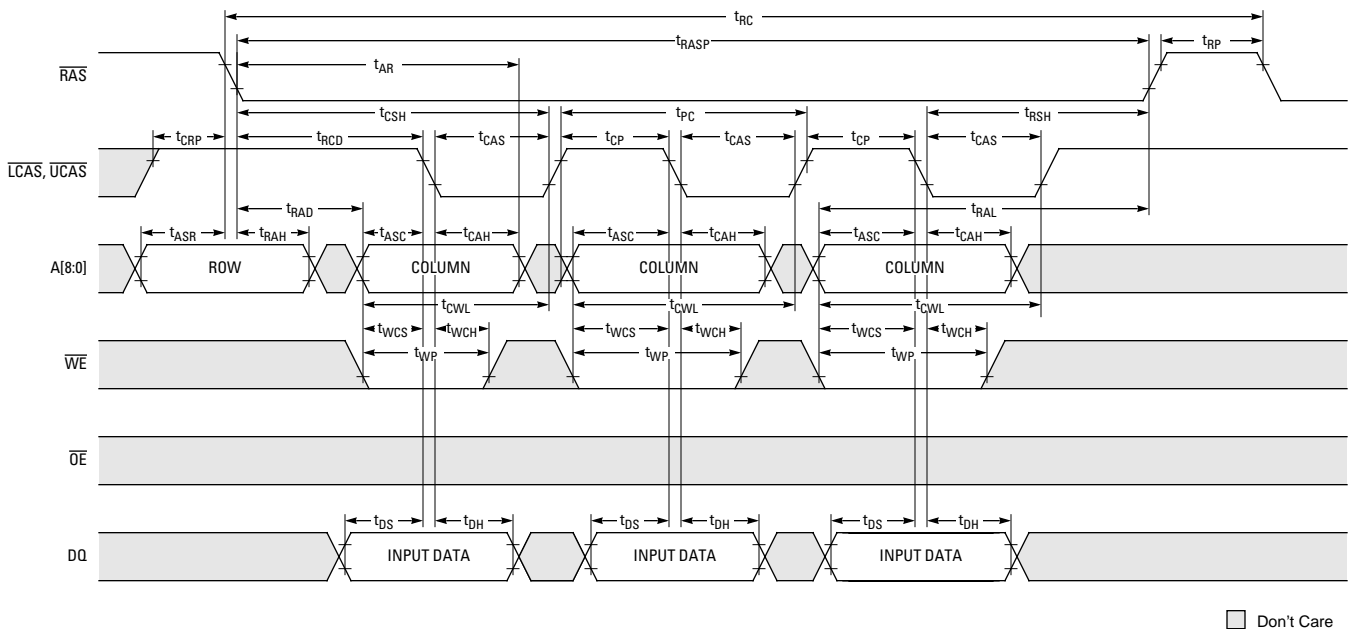 tRC
tRASP
tRP
RAS
tAR
tCSH
tPC
tRSH
tCRP
tRCD
tCAS
tCP
tCAS
tCP
tCAS
LCAS, UCAS
tRAD
tRAL
tASR
tRAH
tASC
tCAH
tASC
tCAH
tASC
tCAH
A[8:0]
ROW
COLUMN
COLUMN
COLUMN
tCWL
tCWL
tCWL
tWCS
tWCH
tWCS
tWCH
tWCS
tWCH
tWP
tWP
tWP
WE
OE
tDS
tDH
tDS
tDH
tDS
tDH
DQ
INPUT DATA
INPUT DATA
INPUT DATA
Don't Care